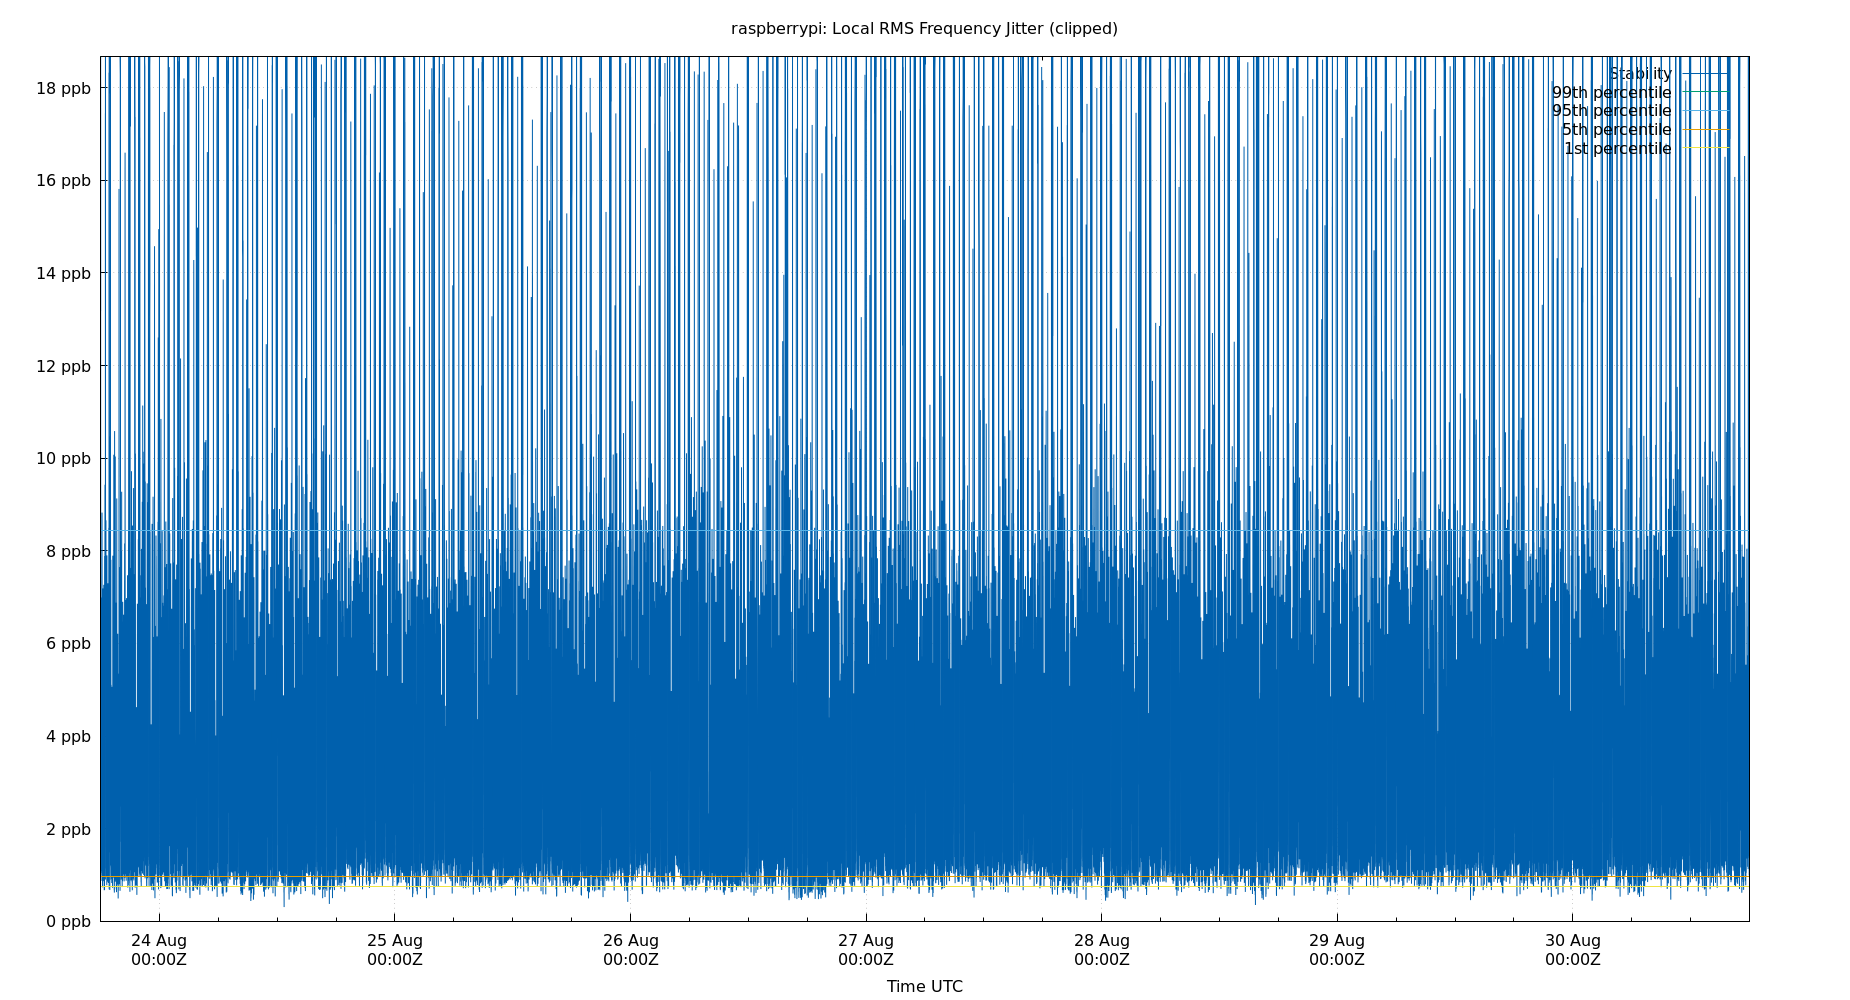 raspberrypi: Local RMS Frequency Jitter (clipped)
18 ppb
16 ppb
14 ppb
12 ppb
10 ppb
8 ppb
6 ppb
4 ppb
2 ppb
0 ppb
Stability
99th percentile
95th percentile
5th percentile
1st percentile
24 Aug
00:00Z
25 Aug
00:00Z
26 Aug
00:00Z
27 Aug
00:00Z
28 Aug
00:00Z
29 Aug
00:00Z
30 Aug
00:00Z
Time UTC